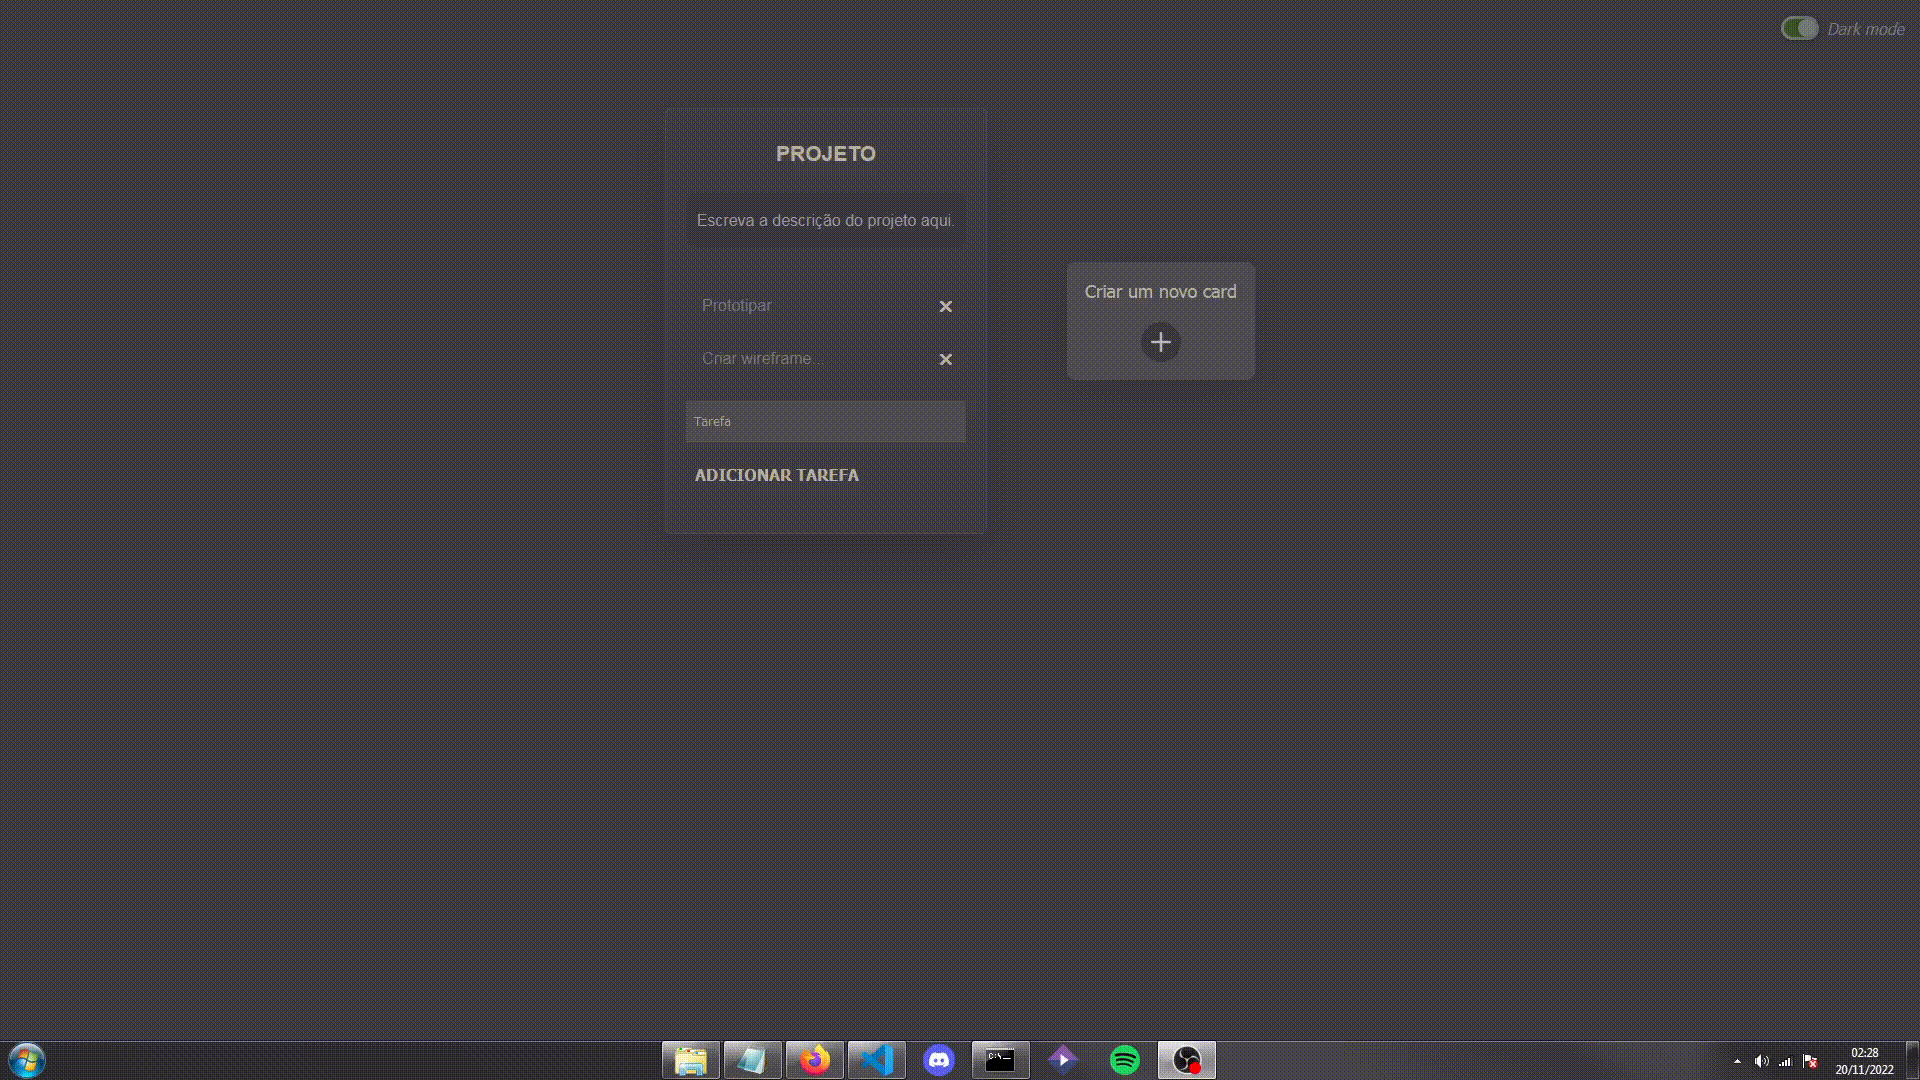 Dark mode
PROJETO
Escreva a descrição do projeto aqui.
Prototipar
Criar wireframe...
Tarefa
ADICIONAR TAREFA
Criar um novo card
C:\_
02:28
20/11/2022